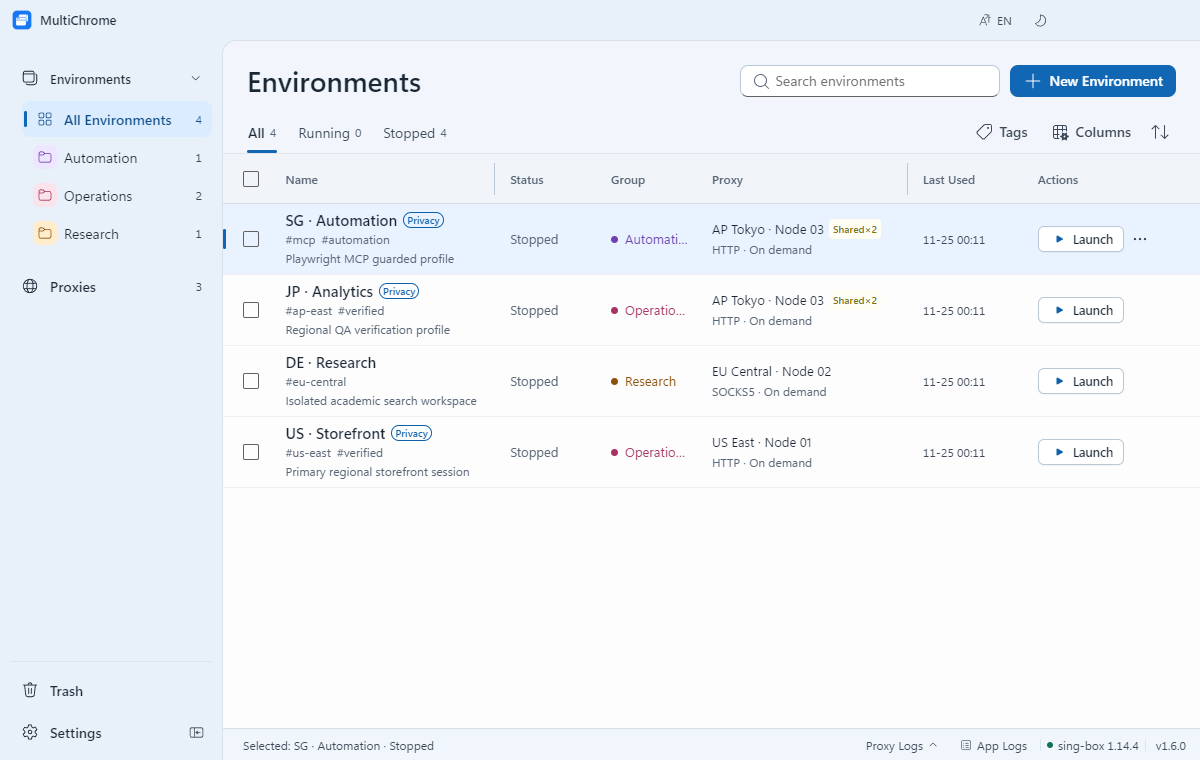 MultiChrome
EN
Environments
All Environments 4
Automation 1
Operations 2
Research 1
Proxies 3
Trash
Settings
Environments
Search environments
New Environment
All 4 Running 0 Stopped 4
Tags Columns
Name Status Group Proxy Last Used Actions
SG · Automation Privacy
#mcp #automation
Playwright MCP guarded profile
Stopped
Automati...
AP Tokyo · Node 03 Shared×2
HTTP · On demand
11-25 00:11
Launch
JP · Analytics Privacy
#ap-east #verified
Regional QA verification profile
Stopped
Operatio...
AP Tokyo · Node 03 Shared×2
HTTP · On demand
11-25 00:11
Launch
DE · Research
#eu-central
Isolated academic search workspace
Stopped
Research
EU Central · Node 02
SOCKS5 · On demand
11-25 00:11
Launch
US · Storefront Privacy
#us-east #verified
Primary regional storefront session
Stopped
Operatio...
US East · Node 01
HTTP · On demand
11-25 00:11
Launch
Selected: SG · Automation · Stopped
Proxy Logs App Logs sing-box 1.14.4 v1.6.0